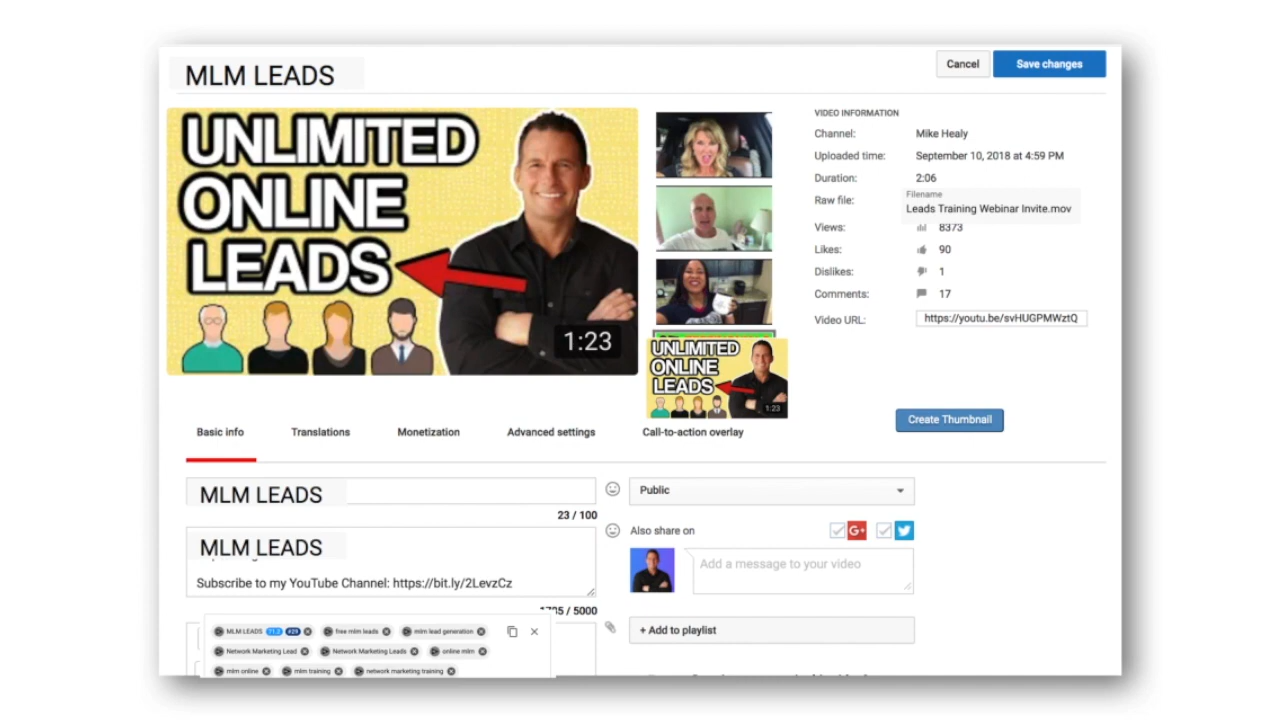 MLM LEADS
Cancel
Save changes
UNLIMITED
ONLINE
LEADS
1:23
UNLIMITED
ONLINE
LEADS
1:23
VIDEO INFORMATION
Channel: Mike Healy
Uploaded time: September 10, 2018 at 4:59 PM
Duration: 2:06
Raw file: Filename
Leads Training Webinar Invite.mov
Views: 8373
Likes: 90
Dislikes: 1
Comments: 17
Video URL: https://youtu.be/svHUGPMWztQ
Create Thumbnail
Basic info Translations Monetization Advanced settings Call-to-action overlay
MLM LEADS
23 / 100
MLM LEADS
Subscribe to my YouTube Channel: https://bit.ly/2LevzCz
/ 5000
MLM LEADS 71.2 #29 free mlm leads mlm lead generation
Network Marketing Lead Network Marketing Leads online mlm
mlm online mlm training network marketing training
Public
Also share on G+
Add a message to your video
+ Add to playlist